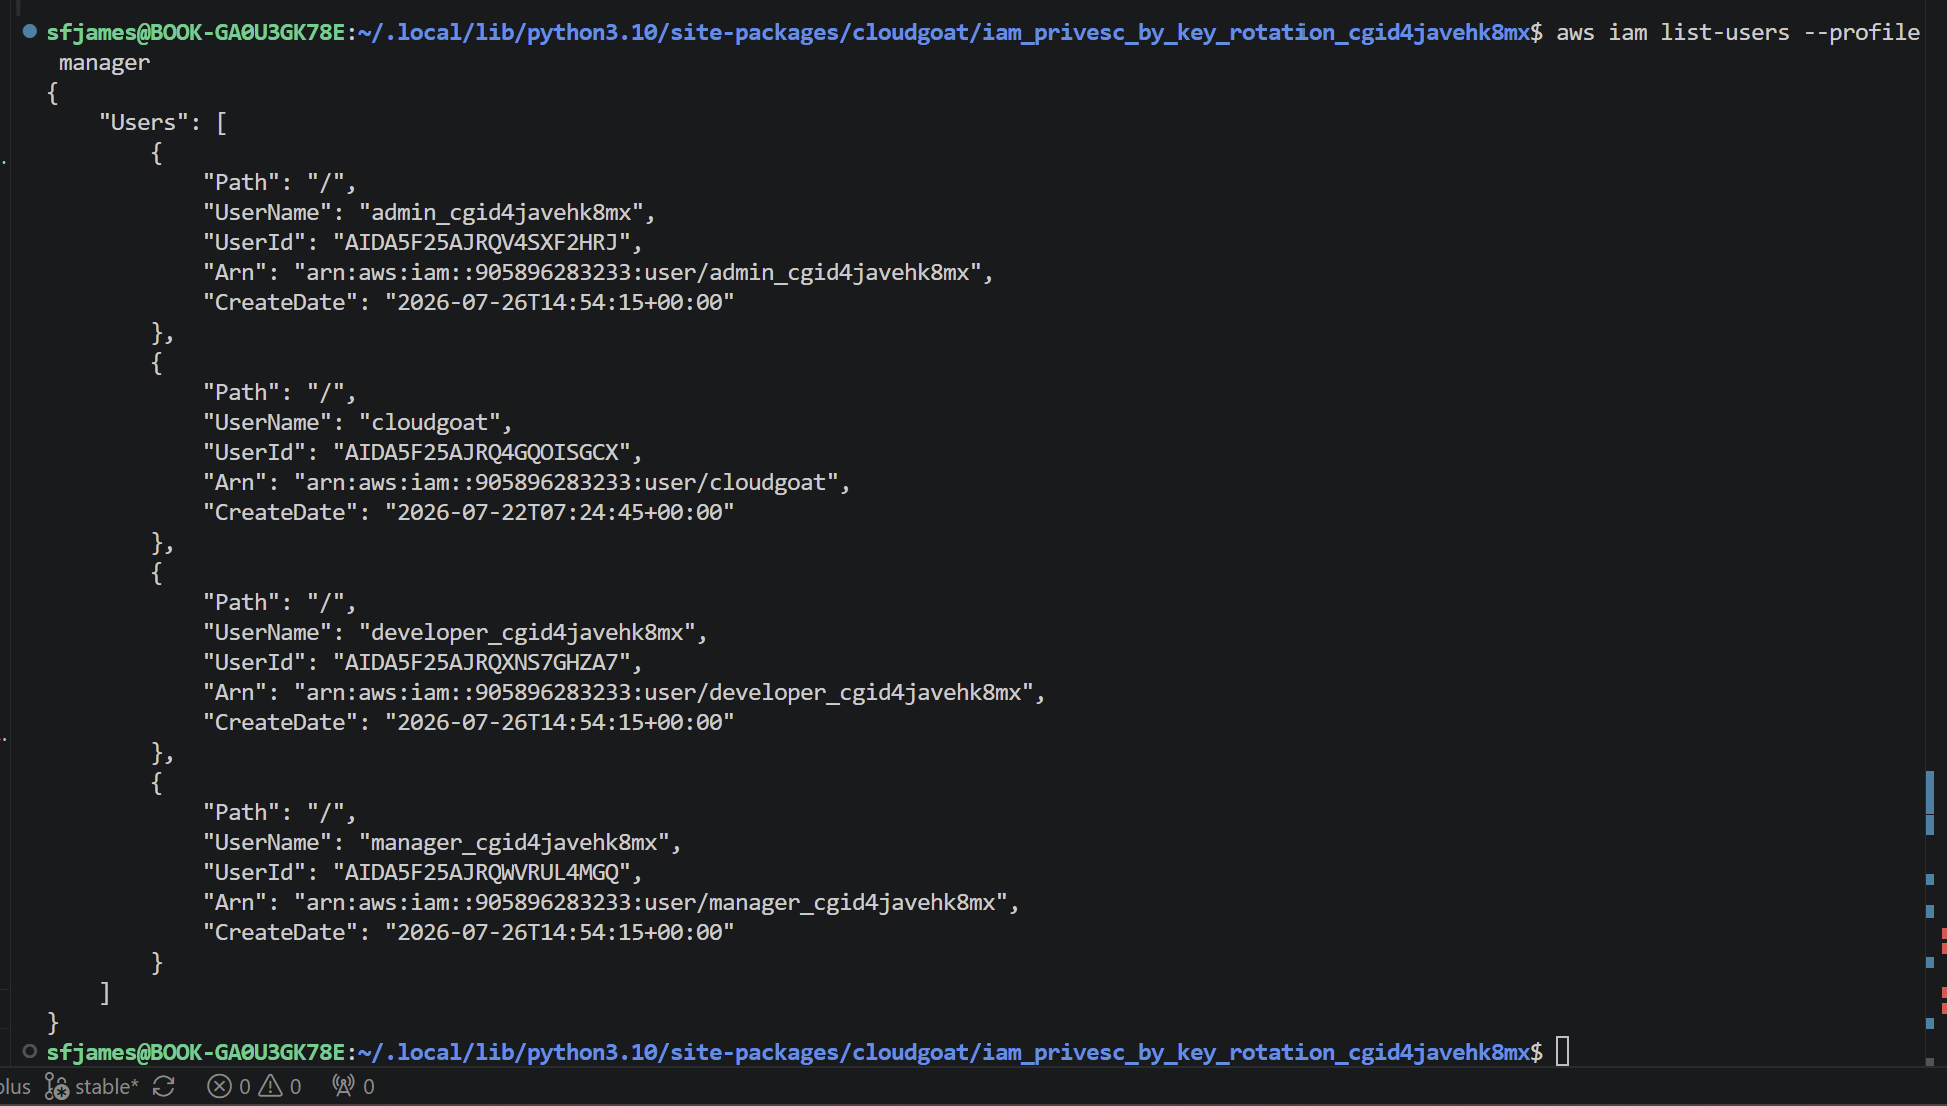 sfjames@BOOK-GA0U3GK78E:~/.local/lib/python3.10/site-packages/cloudgoat/iam_privesc_by_key_rotation_cgid4javehk8mx$ aws iam list-users --profile
 manager
{
    "Users": [
        {
            "Path": "/",
            "UserName": "admin_cgid4javehk8mx",
            "UserId": "AIDA5F25AJRQV4SXF2HRJ",
            "Arn": "arn:aws:iam::905896283233:user/admin_cgid4javehk8mx",
            "CreateDate": "2026-07-26T14:54:15+00:00"
        },
        {
            "Path": "/",
            "UserName": "cloudgoat",
            "UserId": "AIDA5F25AJRQ4GQOISGCX",
            "Arn": "arn:aws:iam::905896283233:user/cloudgoat",
            "CreateDate": "2026-07-22T07:24:45+00:00"
        },
        {
            "Path": "/",
            "UserName": "developer_cgid4javehk8mx",
            "UserId": "AIDA5F25AJRQXNS7GHZA7",
            "Arn": "arn:aws:iam::905896283233:user/developer_cgid4javehk8mx",
            "CreateDate": "2026-07-26T14:54:15+00:00"
        },
        {
            "Path": "/",
            "UserName": "manager_cgid4javehk8mx",
            "UserId": "AIDA5F25AJRQWVRUL4MGQ",
            "Arn": "arn:aws:iam::905896283233:user/manager_cgid4javehk8mx",
            "CreateDate": "2026-07-26T14:54:15+00:00"
        }
    ]
}
sfjames@BOOK-GA0U3GK78E:~/.local/lib/python3.10/site-packages/cloudgoat/iam_privesc_by_key_rotation_cgid4javehk8mx$
plus stable* 0 0 0